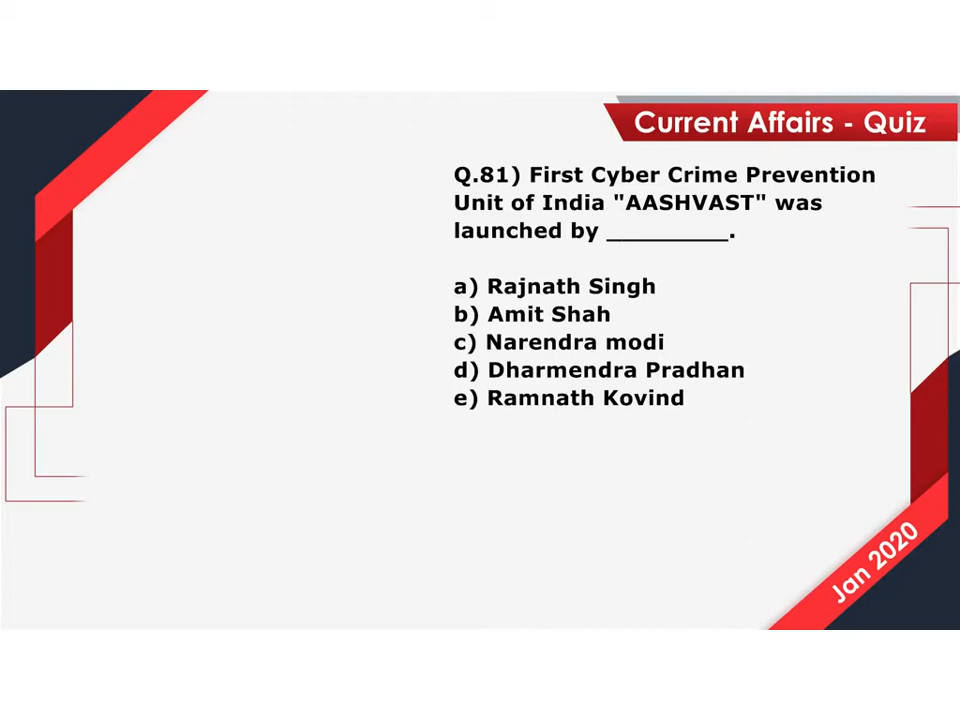 Current Affairs - Quiz
Q.81) First Cyber Crime Prevention
Unit of India "AASHVAST" was
launched by ________.
a) Rajnath Singh
b) Amit Shah
c) Narendra modi
d) Dharmendra Pradhan
e) Ramnath Kovind
Jan 2020